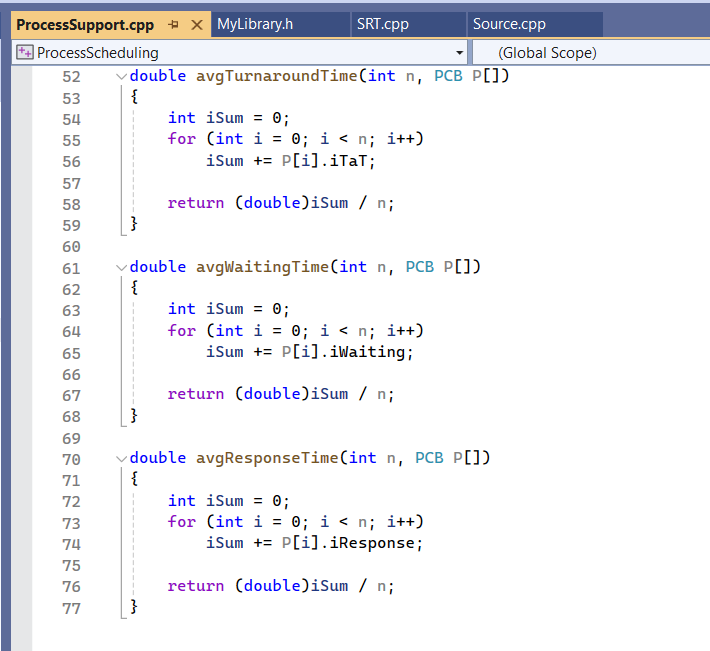 ProcessSupport.cpp MyLibrary.h SRT.cpp Source.cpp
ProcessScheduling (Global Scope)
52 double avgTurnaroundTime(int n, PCB P[])
53 {
54 int iSum = 0;
55 for (int i = 0; i < n; i++)
56 iSum += P[i].iTaT;
57
58 return (double)iSum / n;
59 }
60
61 double avgWaitingTime(int n, PCB P[])
62 {
63 int iSum = 0;
64 for (int i = 0; i < n; i++)
65 iSum += P[i].iWaiting;
66
67 return (double)iSum / n;
68 }
69
70 double avgResponseTime(int n, PCB P[])
71 {
72 int iSum = 0;
73 for (int i = 0; i < n; i++)
74 iSum += P[i].iResponse;
75
76 return (double)iSum / n;
77 }